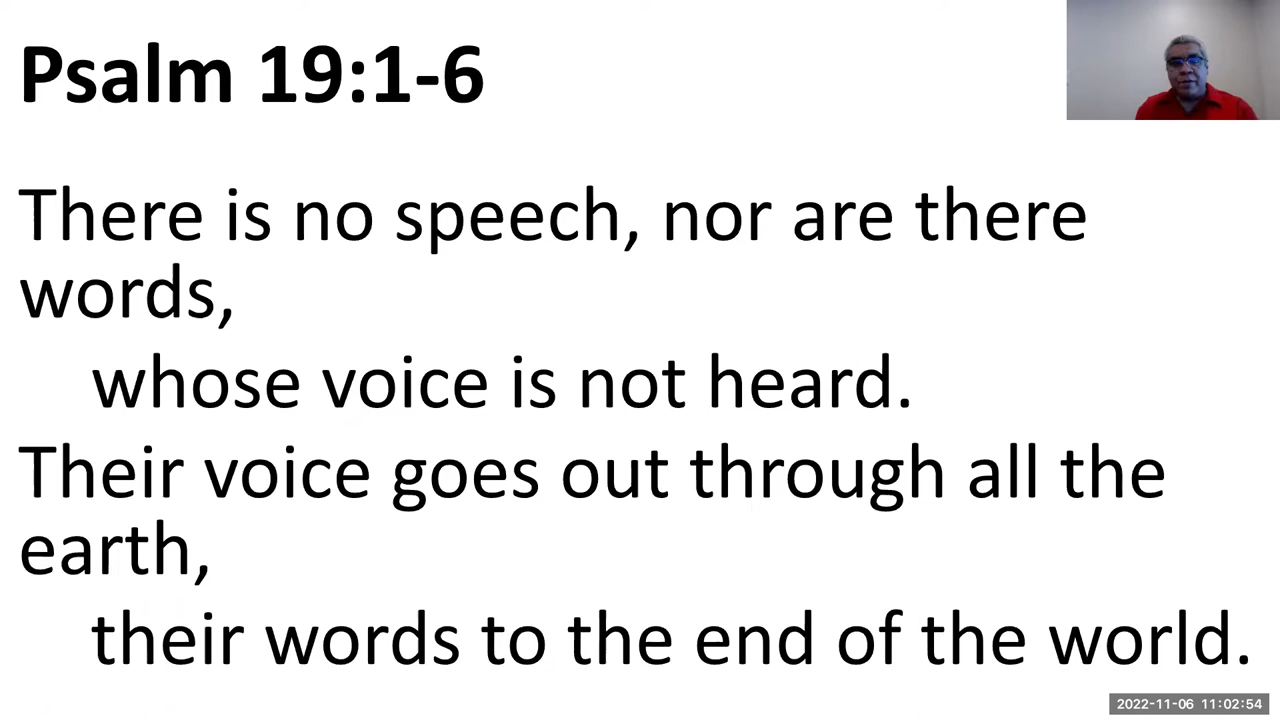 Psalm 19:1-6
There is no speech, nor are there
words,
whose voice is not heard.
Their voice goes out through all the
earth,
their words to the end of the world.
2022-11-06 11:02:54